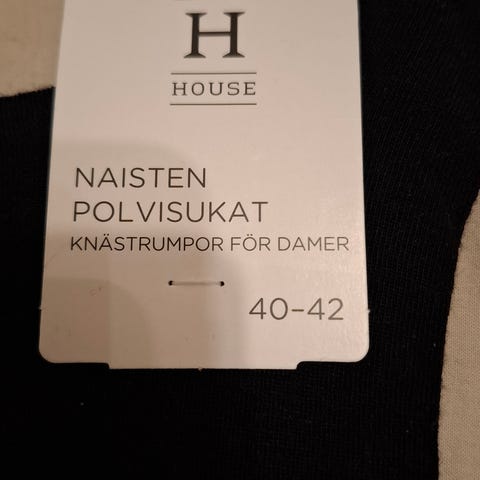 H
HOUSE
NAISTEN
POLVISUKAT
KNÄSTRUMPOR FÖR DAMER
40-42